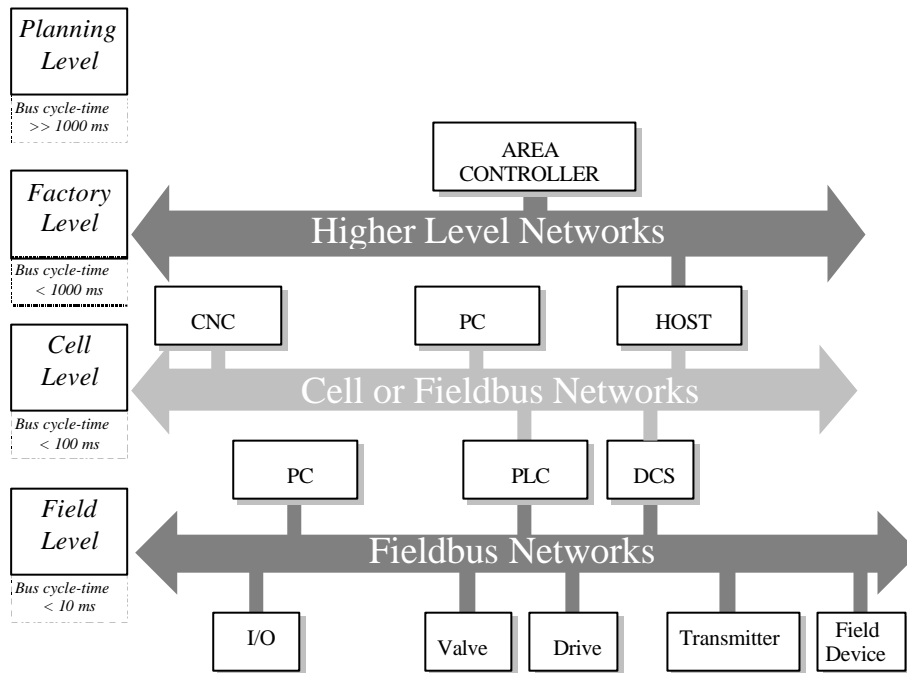 Planning
Level
Bus cycle-time
>> 1000 ms
AREA
CONTROLLER
Factory
Level
Higher Level Networks
Bus cycle-time
< 1000 ms
CNC
PC
HOST
Cell
Level
Cell or Fieldbus Networks
Bus cycle-time
< 100 ms
PC
PLC
DCS
Field
Level
Fieldbus Networks
Bus cycle-time
< 10 ms
I/O
Valve
Drive
Transmitter
Field
Device